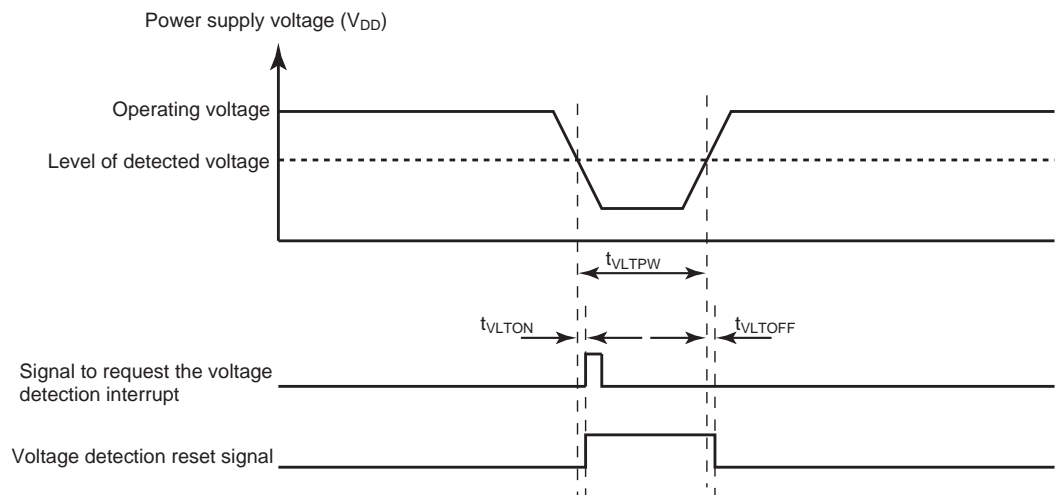 Power supply voltage (VDD)
Operating voltage
Level of detected voltage
tVLTPW
tVLTON
tVLTOFF
Signal to request the voltage
detection interrupt
Voltage detection reset signal